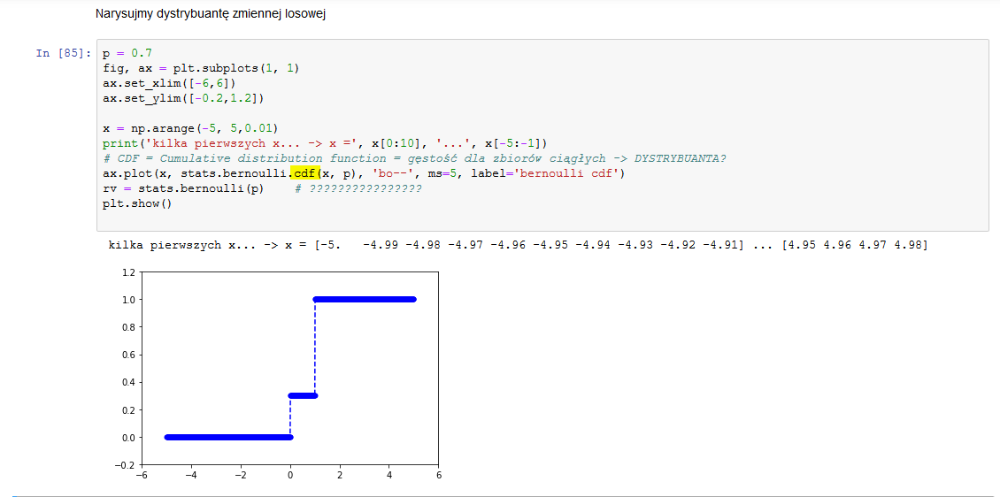 Narysujmy dystrybuantę zmiennej losowej
In [85]: p = 0.7
fig, ax = plt.subplots(1, 1)
ax.set_xlim([-6,6])
ax.set_ylim([-0.2,1.2])
x = np.arange(-5, 5,0.01)
print('kilka pierwszych x... -> x =', x[0:10], '...', x[-5:-1])
# CDF = Cumulative distribution function = gęstość dla zbiorów ciągłych -> DYSTRYBUANTA?
ax.plot(x, stats.bernoulli.cdf(x, p), 'bo--', ms=5, label='bernoulli cdf')
rv = stats.bernoulli(p)    # ????????????????
plt.show()
kilka pierwszych x... -> x = [-5.   -4.99 -4.98 -4.97 -4.96 -4.95 -4.94 -4.93 -4.92 -4.91] ... [4.95 4.96 4.97 4.98]
1.2
1.0
0.8
0.6
0.4
0.2
0.0
−0.2
−6 −4 −2 0 2 4 6